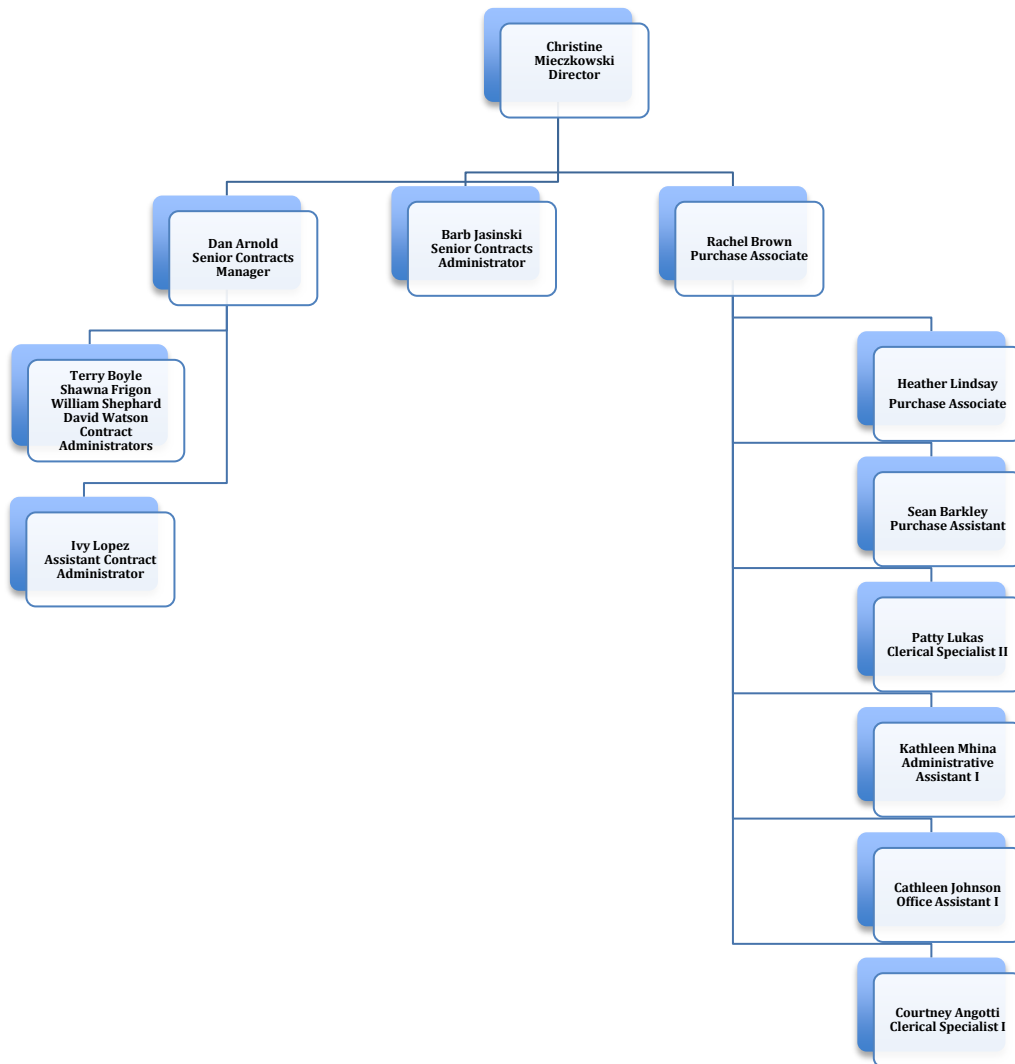 Christine
Mieczkowski
Director
Dan Arnold
Senior Contracts
Manager
Barb Jasinski
Senior Contracts
Administrator
Rachel Brown
Purchase Associate
Terry Boyle
Shawna Frigon
William Shephard
David Watson
Contract
Administrators
Ivy Lopez
Assistant Contract
Administrator
Heather Lindsay
Purchase Associate
Sean Barkley
Purchase Assistant
Patty Lukas
Clerical Specialist II
Kathleen Mhina
Administrative
Assistant I
Cathleen Johnson
Office Assistant I
Courtney Angotti
Clerical Specialist I